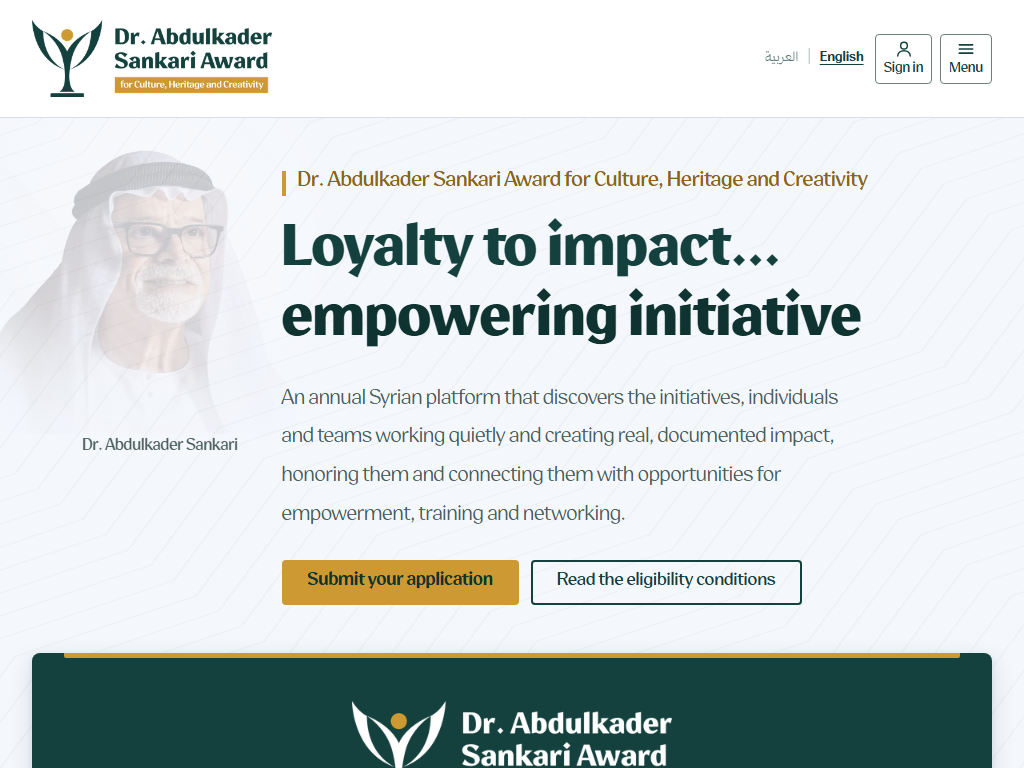 Dr. Abdulkader
Sankari Award
for Culture, Heritage and Creativity
العربية
English
Sign in
Menu
Dr. Abdulkader Sankari Award for Culture, Heritage and Creativity
Loyalty to impact...
empowering initiative
An annual Syrian platform that discovers the initiatives, individuals
and teams working quietly and creating real, documented impact,
honoring them and connecting them with opportunities for
empowerment, training and networking.
Dr. Abdulkader Sankari
Submit your application
Read the eligibility conditions
Dr. Abdulkader
Sankari Award